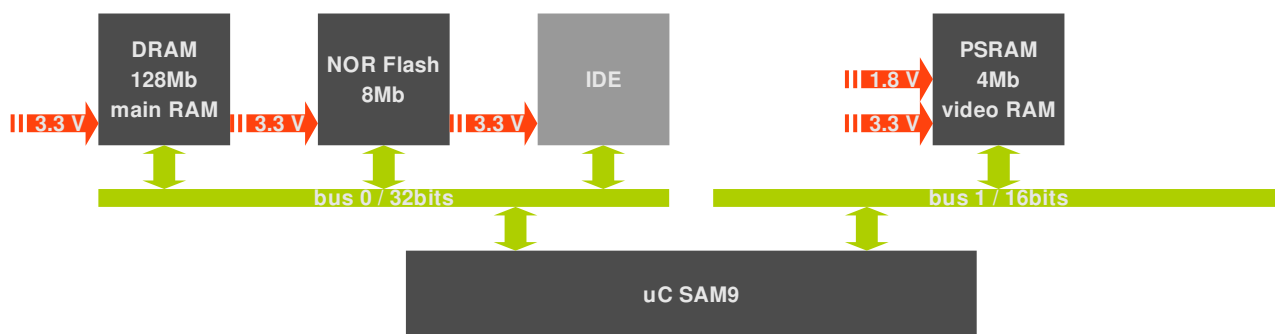 DRAM
128Mb
main RAM
NOR Flash
8Mb
IDE
PSRAM
4Mb
video RAM
3.3 V
3.3 V
3.3 V
1.8 V
3.3 V
bus 0 / 32bits
bus 1 / 16bits
uC SAM9